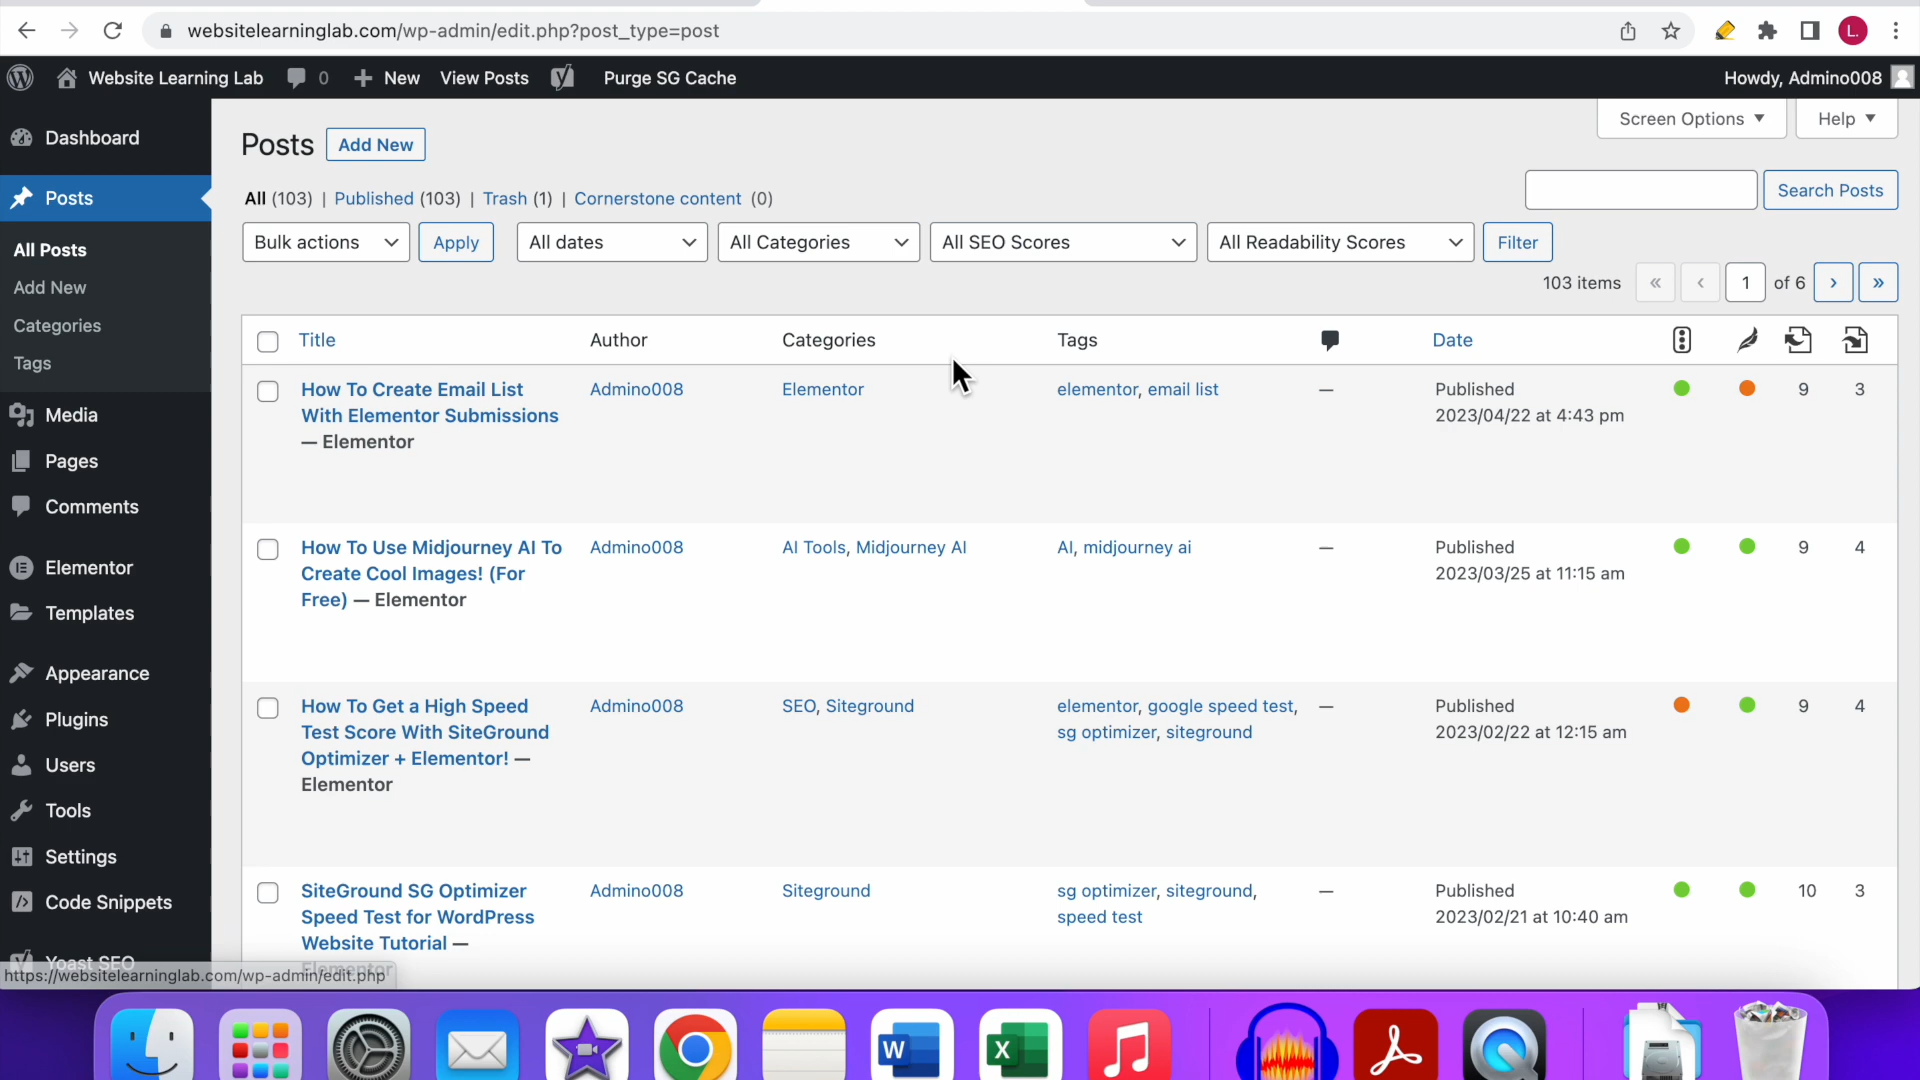 websitelearninglab.com/wp-admin/edit.php?post_type=post
L.
Website Learning Lab 0 New View Posts Purge SG Cache Howdy, Admino008
Dashboard
Posts
All Posts
Add New
Categories
Tags
Media
Pages
Comments
Elementor
Templates
Appearance
Plugins
Users
Tools
Settings
Code Snippets
Yoast SEO
https://websitelearninglab.com/wp-admin/edit.php
Screen Options Help
Posts Add New
All (103) | Published (103) | Trash (1) | Cornerstone content (0)
Search Posts
Bulk actions Apply All dates All Categories All SEO Scores All Readability Scores Filter
103 items « ‹ 1 of 6 › »
Title Author Categories Tags Date
How To Create Email List Admino008 Elementor elementor, email list — Published 9 3
With Elementor Submissions 2023/04/22 at 4:43 pm
— Elementor
How To Use Midjourney AI To Admino008 AI Tools, Midjourney AI AI, midjourney ai — Published 9 4
Create Cool Images! (For 2023/03/25 at 11:15 am
Free) — Elementor
How To Get a High Speed Admino008 SEO, Siteground elementor, google speed test, — Published 9 4
Test Score With SiteGround sg optimizer, siteground 2023/02/22 at 12:15 am
Optimizer + Elementor! —
Elementor
SiteGround SG Optimizer Admino008 Siteground sg optimizer, siteground, — Published 10 3
Speed Test for WordPress speed test 2023/02/21 at 10:40 am
Website Tutorial —
Elementor
W
X